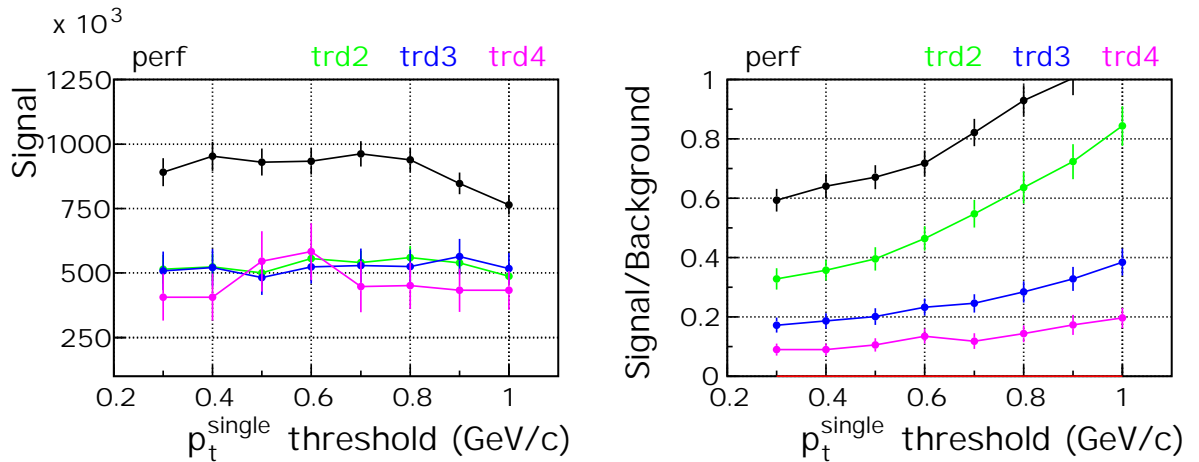 x 10³
perf trd2 trd3 trd4
Signal
1250
1000
750
500
250
0.2 0.4 0.6 0.8 1
p_t^single threshold (GeV/c)
perf trd2 trd3 trd4
Signal/Background
1
0.8
0.6
0.4
0.2
0
0.2 0.4 0.6 0.8 1
p_t^single threshold (GeV/c)